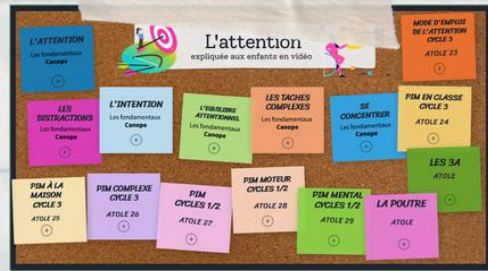 L'attention
expliquée aux enfants en vidéo
L'ATTENTION
Les fondamentaux
Canope
MODE D'EMPLOI
DE L'ATTENTION
CYCLE 3
ATOLE 23
LES
DISTRACTIONS
Les fondamentaux
Canope
L'INTENTION
Les fondamentaux
Canope
L'EQUILIBRE
ATTENTIONNEL
Les fondamentaux
Canope
LES TACHES
COMPLEXES
Les fondamentaux
Canope
SE
CONCENTRER
Les fondamentaux
Canope
PIM EN CLASSE
CYCLE 3
ATOLE 24
LES 3A
ATOLE
PIM À LA
MAISON
CYCLE 3
ATOLE 25
PIM COMPLEXE
CYCLE 3
ATOLE 26
PIM
CYCLES 1/2
ATOLE 27
PIM MOTEUR
CYCLES 1/2
ATOLE 28
PIM MENTAL
CYCLES 1/2
ATOLE 29
LA POUTRE
ATOLE